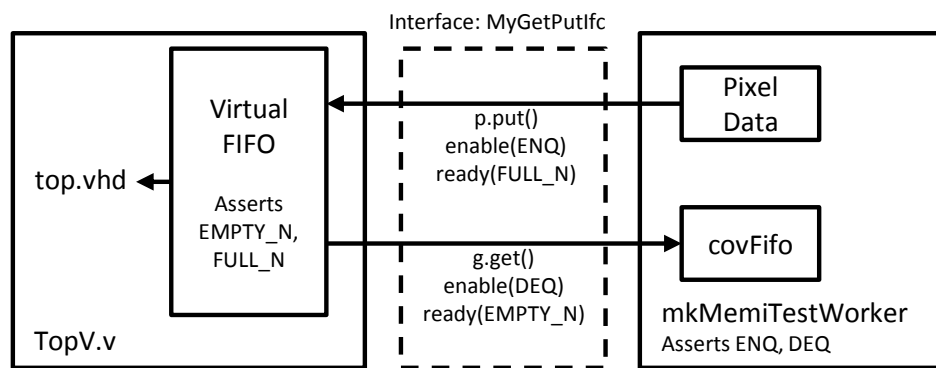 Interface: MyGetPutIfc
Virtual
FIFO
Asserts
EMPTY_N,
FULL_N
top.vhd
TopV.v
p.put()
enable(ENQ)
ready(FULL_N)
g.get()
enable(DEQ)
ready(EMPTY_N)
Pixel
Data
covFifo
mkMemiTestWorker
Asserts ENQ, DEQ